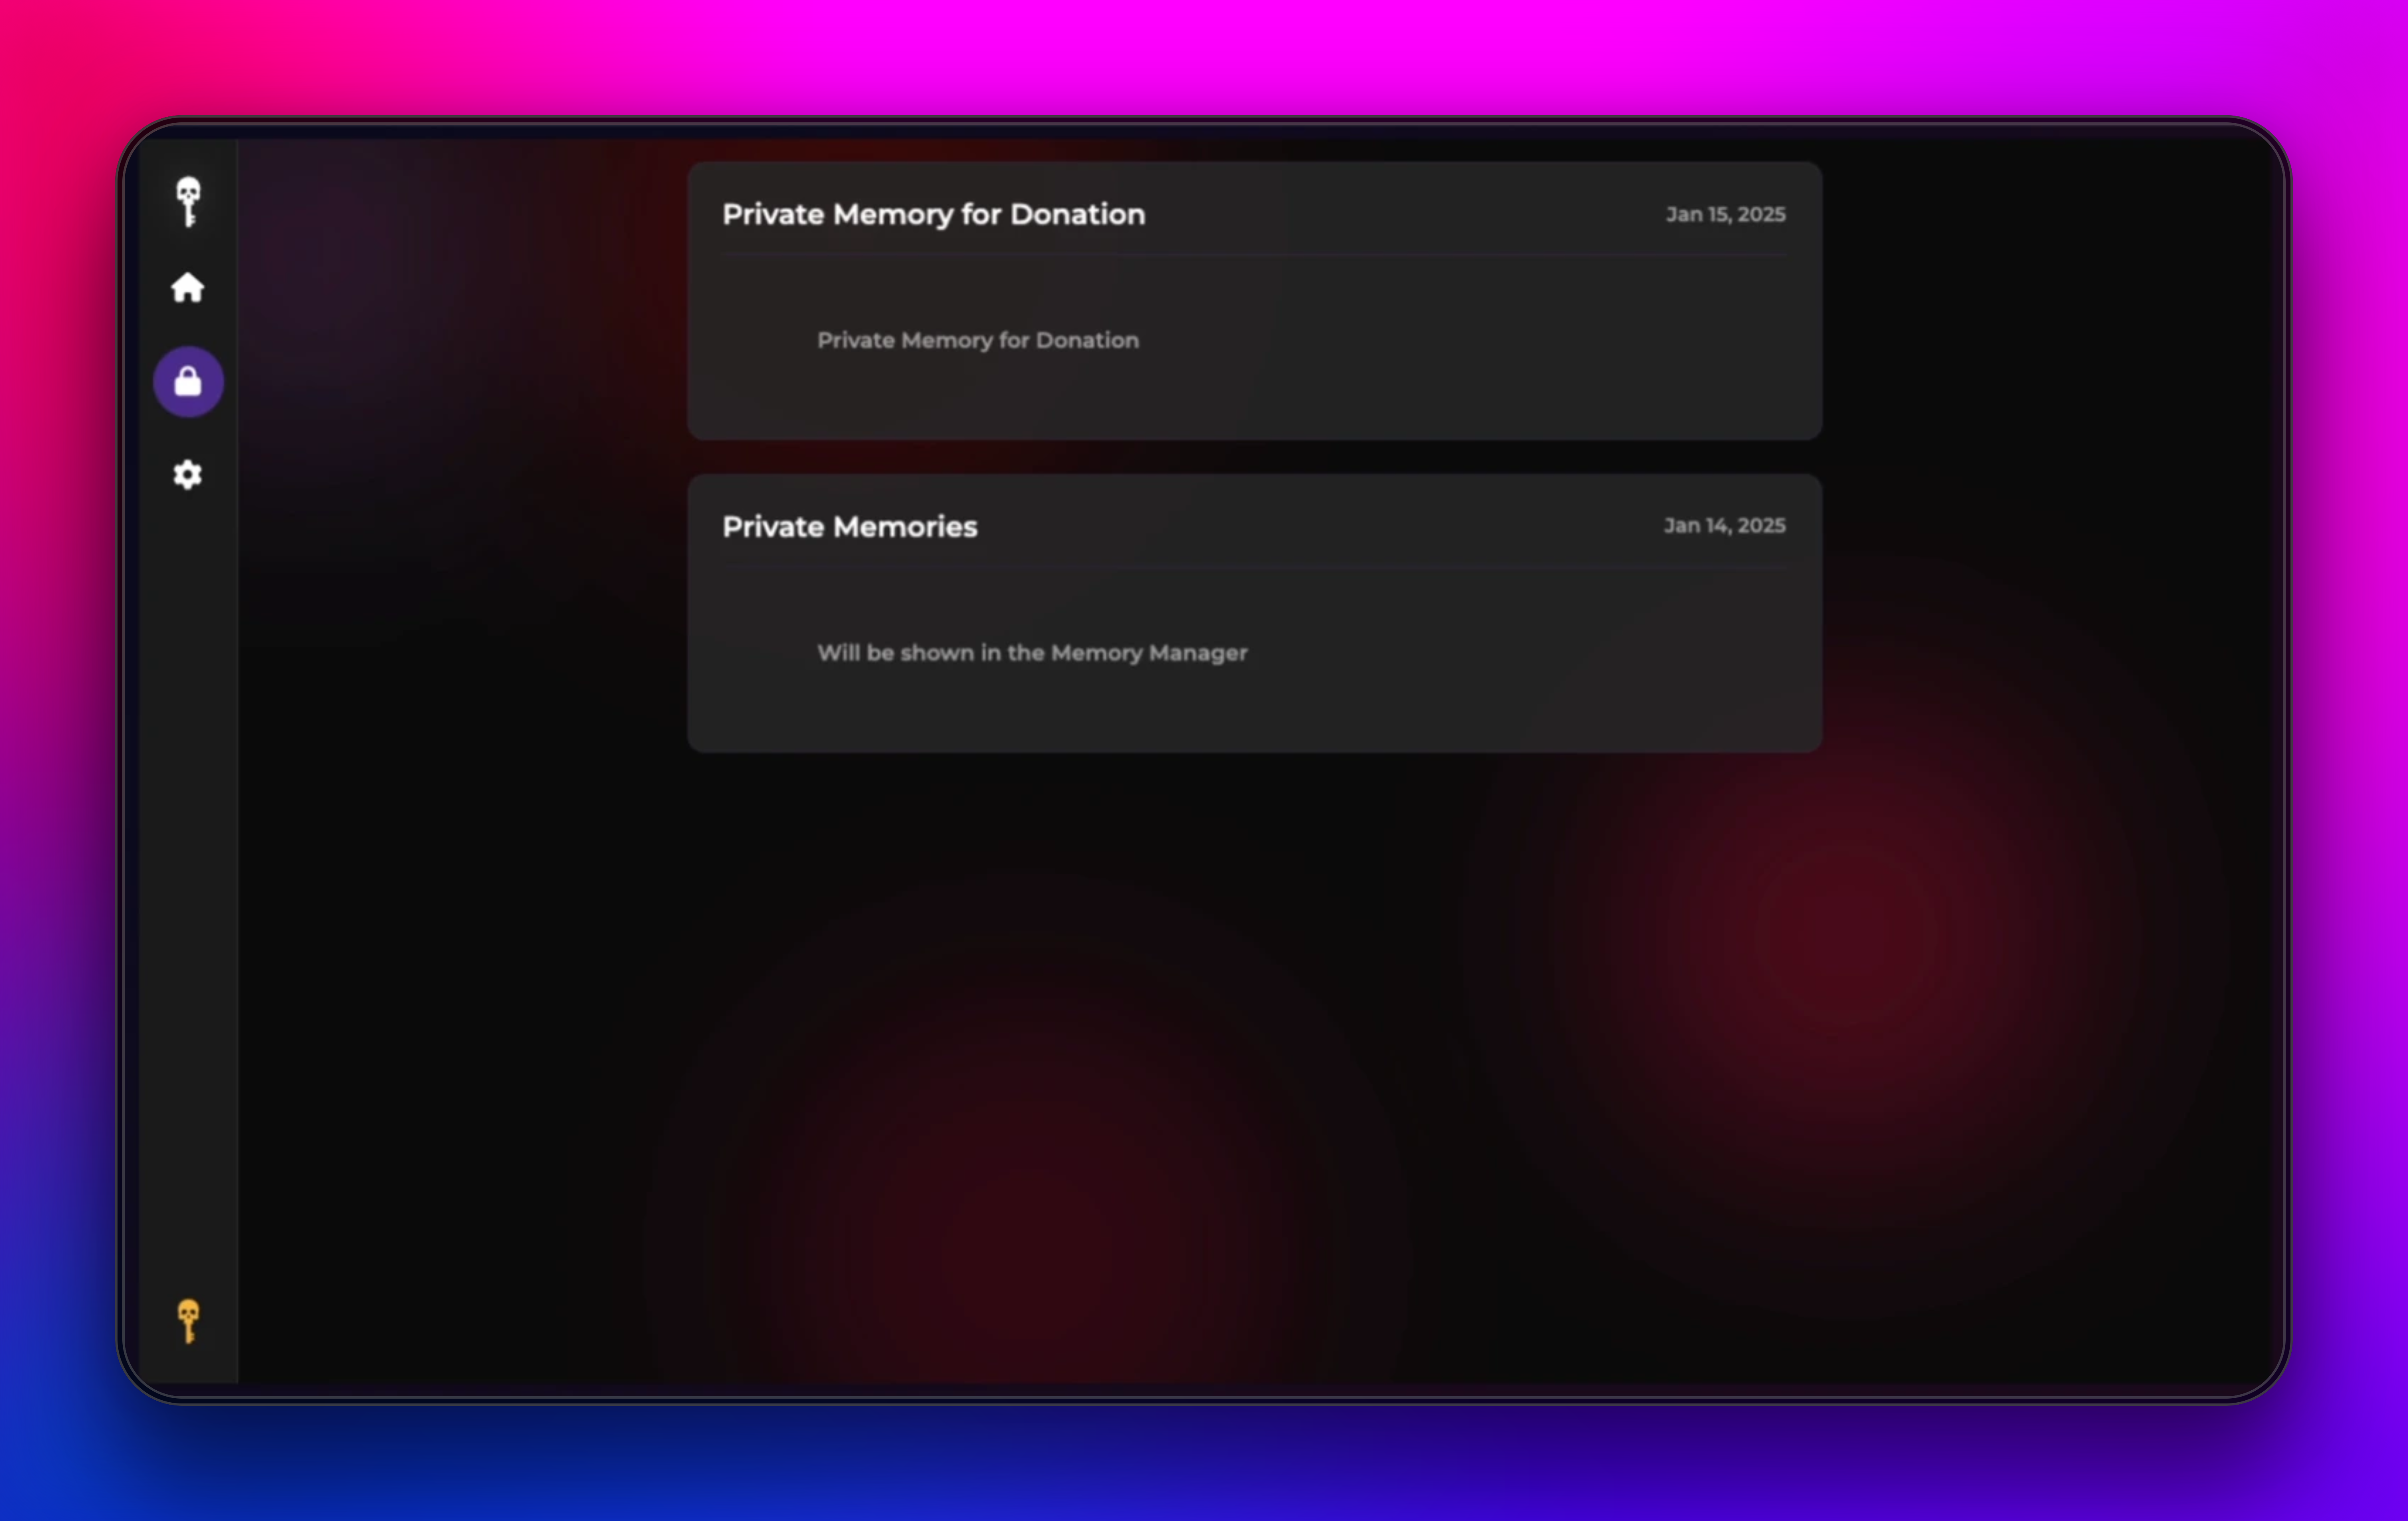 Private Memory for Donation
Jan 15, 2025
Private Memory for Donation
Private Memories
Jan 14, 2025
Will be shown in the Memory Manager